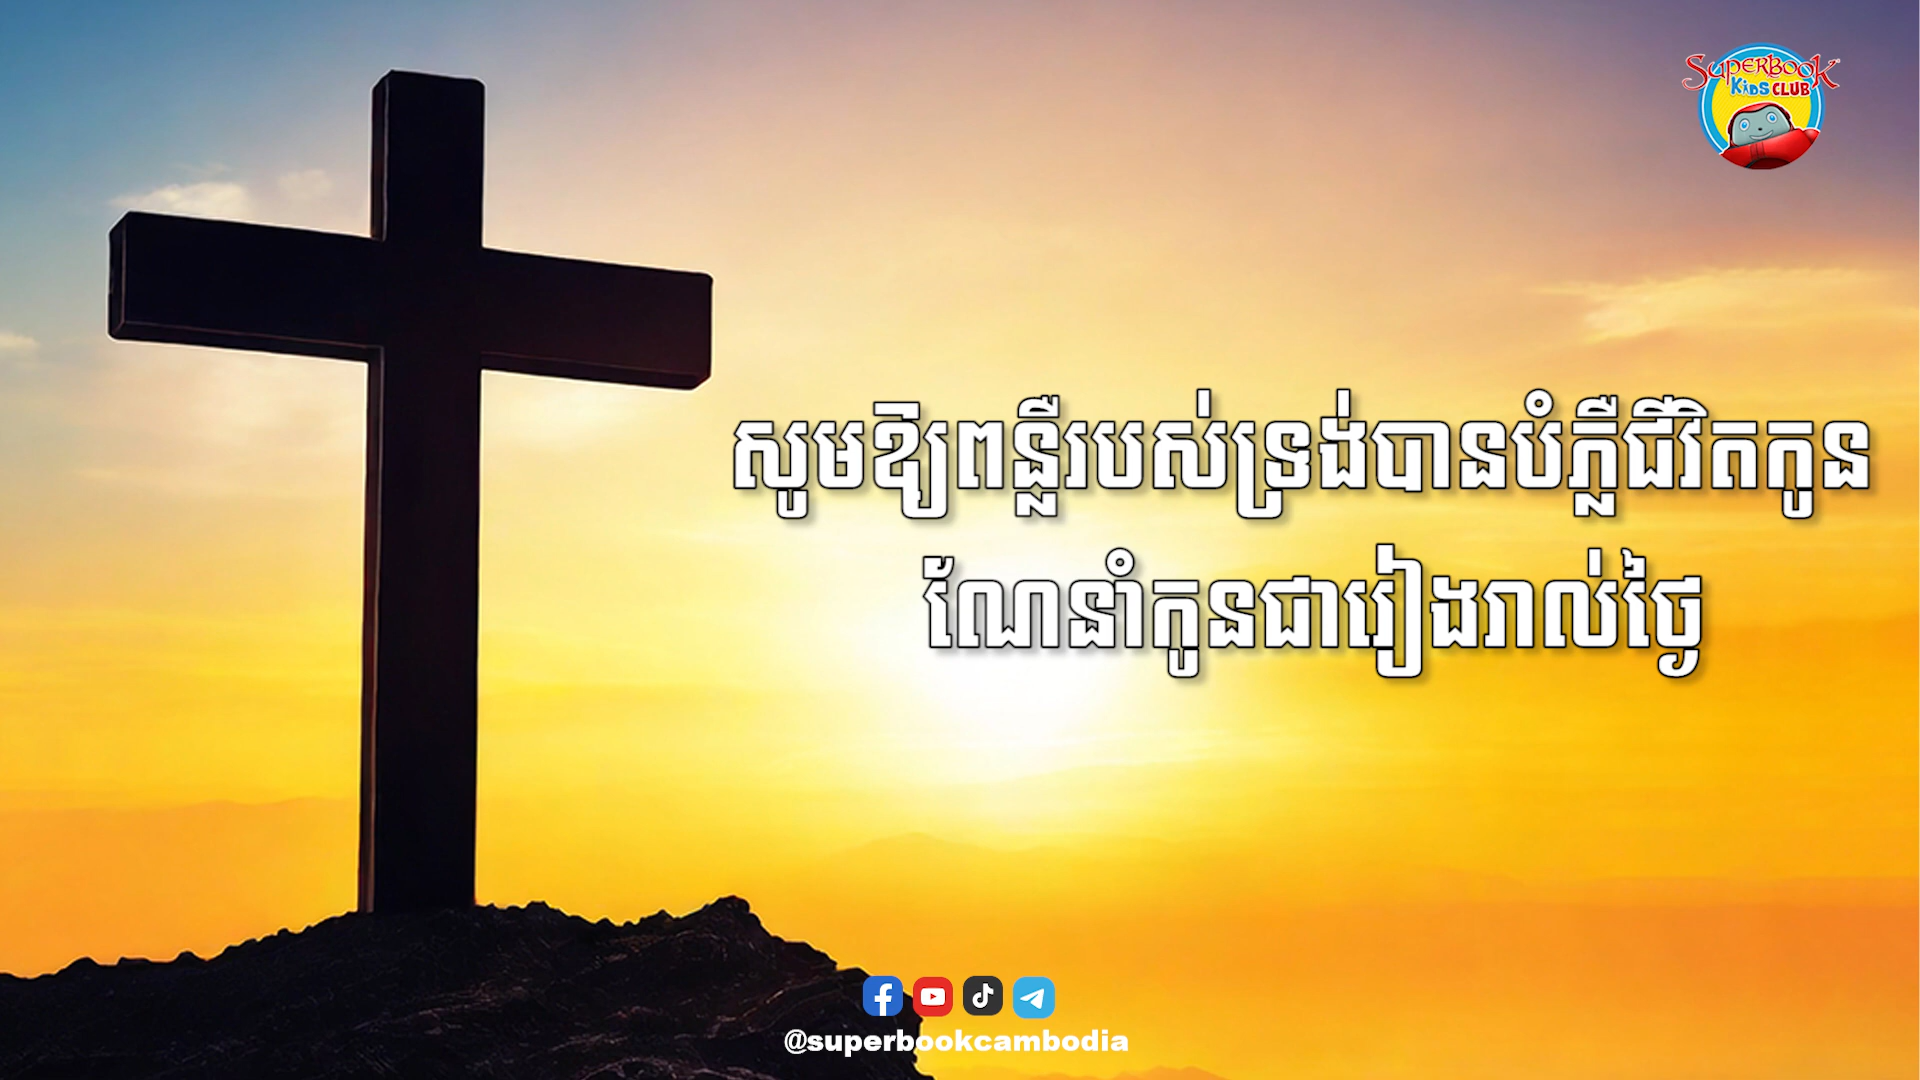 SUPERBOOK
KIDS CLUB
សូមឱ្យពន្លឺរបស់ទ្រង់បានបំភ្លឺជីវិតកូន
ណែនាំកូនជារៀងរាល់ថ្ងៃ
@superbookcambodia